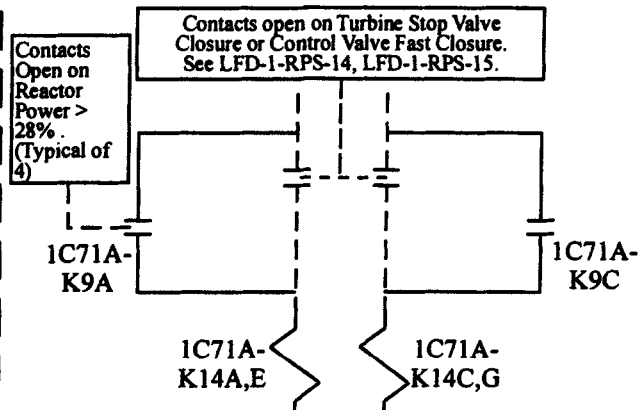 Contacts open on Turbine Stop Valve
Closure or Control Valve Fast Closure.
See LFD-1-RPS-14, LFD-1-RPS-15.
Contacts
Open on
Reactor
Power >
28% .
(Typical of
4)
1C71A-
K9A
1C71A-
K9C
1C71A-
K14A,E
1C71A-
K14C,G